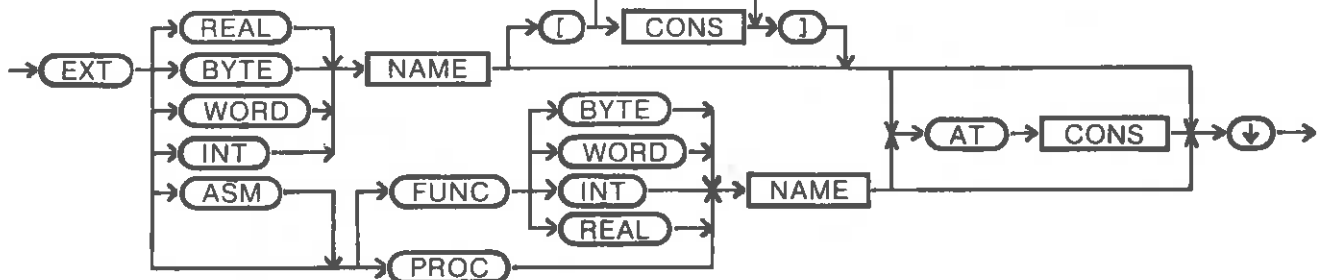 REAL
[ CONS ]
EXT BYTE NAME
BYTE
WORD AT CONS ↓
WORD
INT
ASM FUNC INT NAME
REAL
PROC